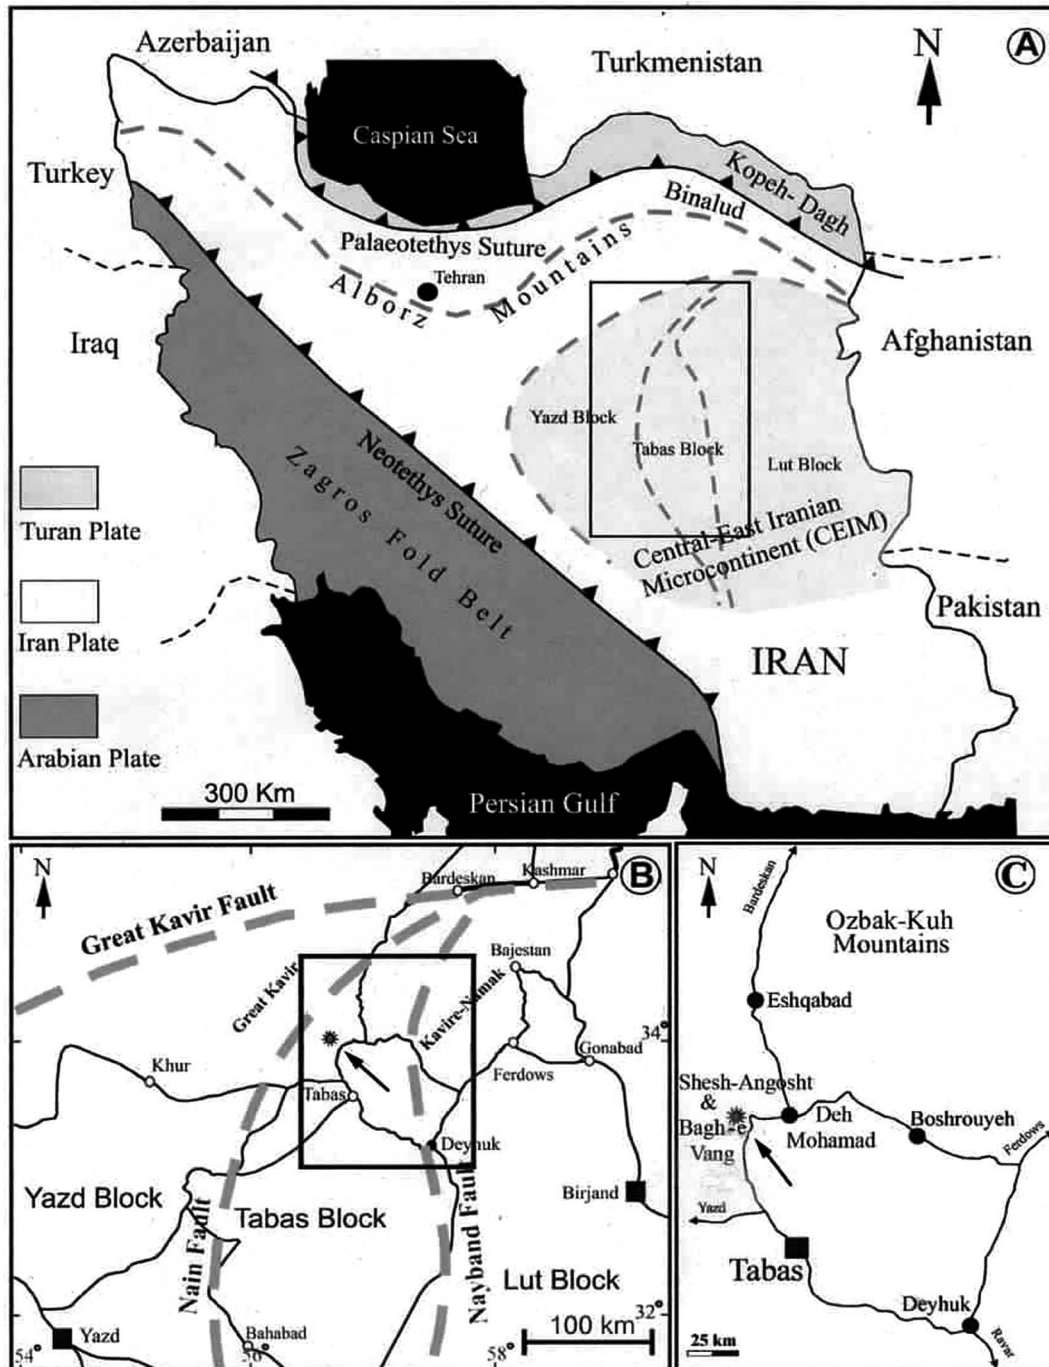 Azerbaijan
N
A
Turkmenistan
Caspian Sea
Turkey
Kopeh- Dagh
Binalud
Palaeotethys Suture
Tehran
Alborz Mountains
Iraq
Afghanistan
Yazd Block
Tabas Block
Lut Block
Neotethys Suture
Zagros Fold Belt
Central-East Iranian
Microcontinent (CEIM)
Turan Plate
Iran Plate
Pakistan
IRAN
Arabian Plate
300 Km
Persian Gulf
N
B
Bardeskan
Kashmar
Great Kavir Fault
Bajestan
Great Kavir
Kavire-Namak
34°
Khur
Gonabad
Ferdows
Tabas
Deyhuk
Birjand
Yazd Block
Tabas Block
Nain Fault
Nayband Fault
Lut Block
32°
100 km
Yazd
Bahabad
54°
56°
58°
N
C
Bardeskan
Ozbak-Kuh
Mountains
Eshqabad
Shesh-Angosht
&
Bagh-e
Vang
Deh
Mohamad
Boshrouyeh
Ferdows
Yazd
Tabas
Deyhuk
25 km
Ravar